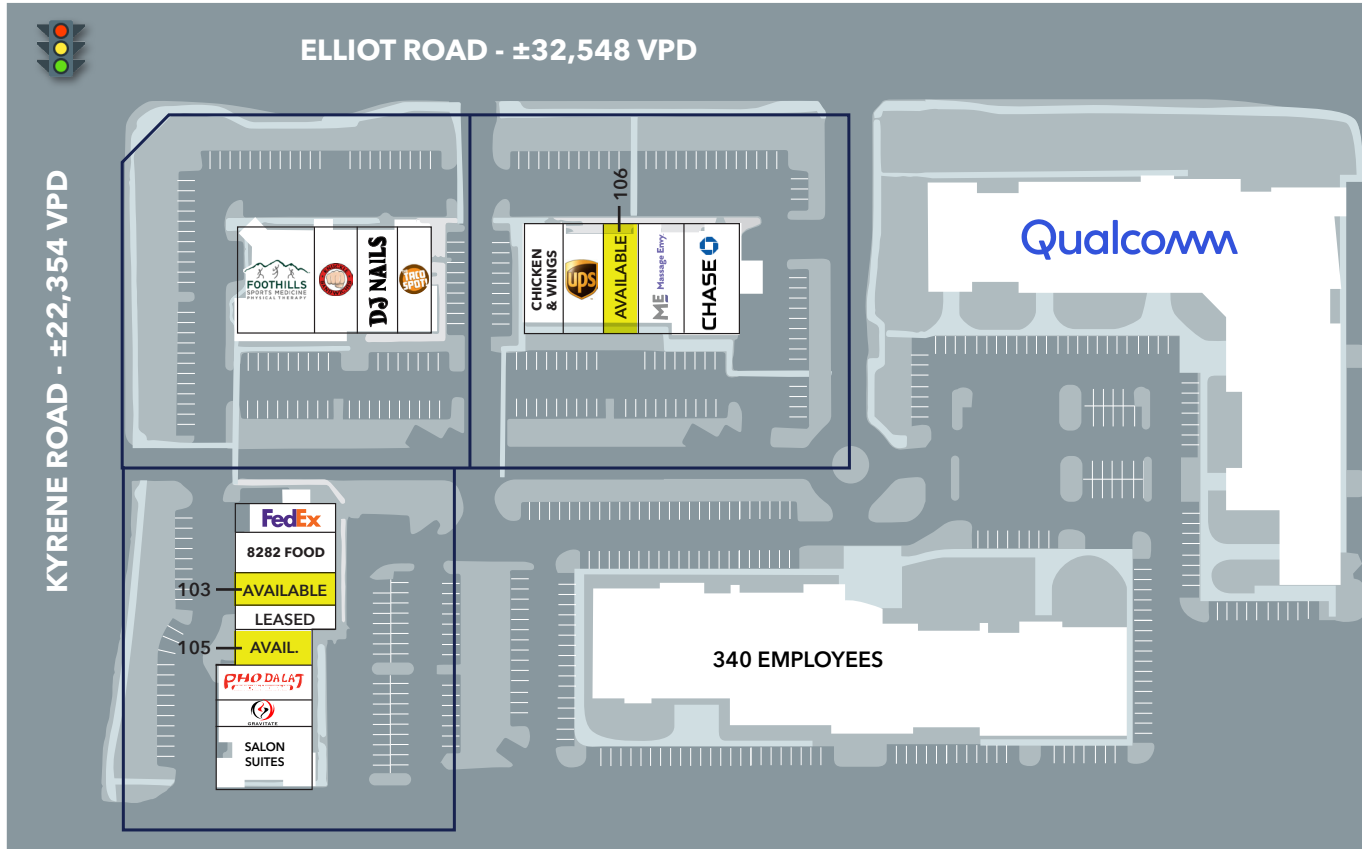 ELLIOT ROAD - ±32,548 VPD
KYRENE ROAD - ±22,354 VPD
FOOTHILLS
SPORTS MEDICINE
PHYSICAL THERAPY
DJ NAILS
TACO
SPOT!
CHICKEN
& WINGS
ups
AVAILABLE
106
ME Massage Envy
CHASE
Qualcomm
FedEx
8282 FOOD
103
AVAILABLE
LEASED
105
AVAIL.
PHO DALAT
GRAVITATE
SALON
SUITES
340 EMPLOYEES